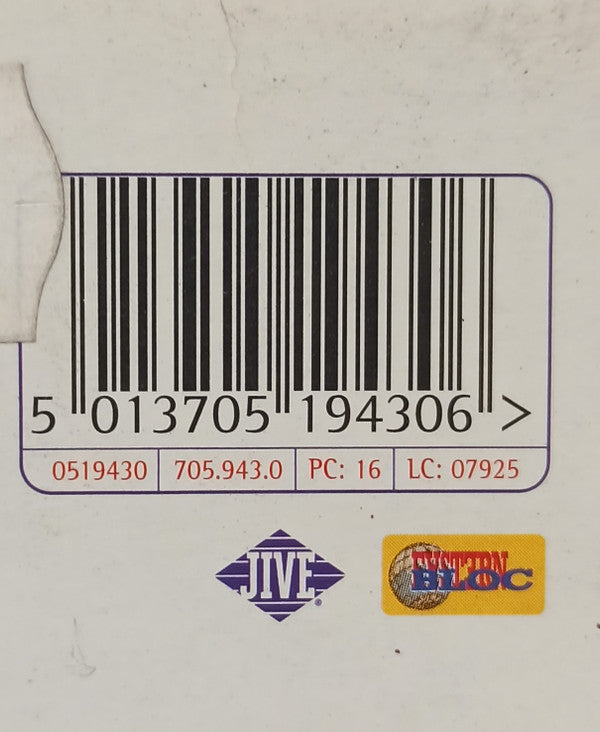 5 013705 194306 >
0519430 705.943.0 PC: 16 LC: 07925
JIVE®
EASTERN
BLOC